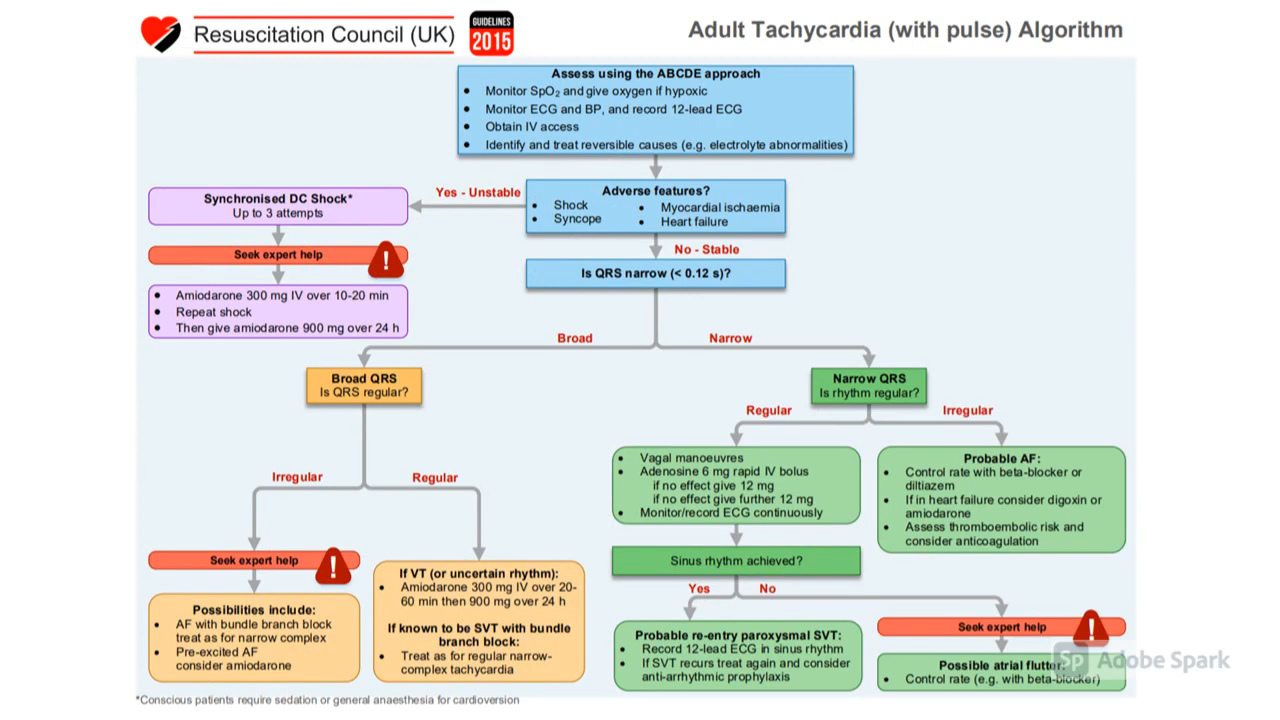 Resuscitation Council (UK)
GUIDELINES
2015
Adult Tachycardia (with pulse) Algorithm
Assess using the ABCDE approach
• Monitor SpO₂ and give oxygen if hypoxic
• Monitor ECG and BP, and record 12-lead ECG
• Obtain IV access
• Identify and treat reversible causes (e.g. electrolyte abnormalities)
Synchronised DC Shock*
Up to 3 attempts
Yes - Unstable
Adverse features?
• Shock
• Syncope
• Myocardial ischaemia
• Heart failure
Seek expert help
!
No - Stable
Is QRS narrow (< 0.12 s)?
• Amiodarone 300 mg IV over 10-20 min
• Repeat shock
• Then give amiodarone 900 mg over 24 h
Broad
Narrow
Broad QRS
Is QRS regular?
Narrow QRS
Is rhythm regular?
Irregular
Regular
Regular
Irregular
• Vagal manoeuvres
• Adenosine 6 mg rapid IV bolus
if no effect give 12 mg
if no effect give further 12 mg
• Monitor/record ECG continuously
Probable AF:
• Control rate with beta-blocker or
diltiazem
• If in heart failure consider digoxin or
amiodarone
• Assess thromboembolic risk and
consider anticoagulation
Seek expert help
!
Possibilities include:
• AF with bundle branch block
treat as for narrow complex
• Pre-excited AF
consider amiodarone
If VT (or uncertain rhythm):
• Amiodarone 300 mg IV over 20-
60 min then 900 mg over 24 h
If known to be SVT with bundle
branch block:
• Treat as for regular narrow-
complex tachycardia
Sinus rhythm achieved?
Yes
No
Probable re-entry paroxysmal SVT:
• Record 12-lead ECG in sinus rhythm
• If SVT recurs treat again and consider
anti-arrhythmic prophylaxis
Seek expert help
!
Possible atrial flutter:
• Control rate (e.g. with beta-blocker)
Sp Adobe Spark
*Conscious patients require sedation or general anaesthesia for cardioversion